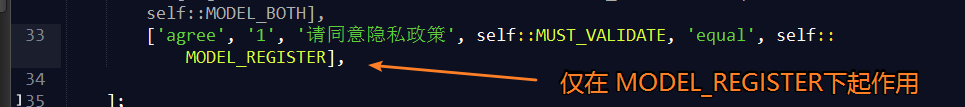 self::MODEL_BOTH],
33 ['agree', '1', '请同意隐私政策', self::MUST_VALIDATE, 'equal', self::
MODEL_REGISTER],
仅在 MODEL_REGISTER下起作用
34
35 ];